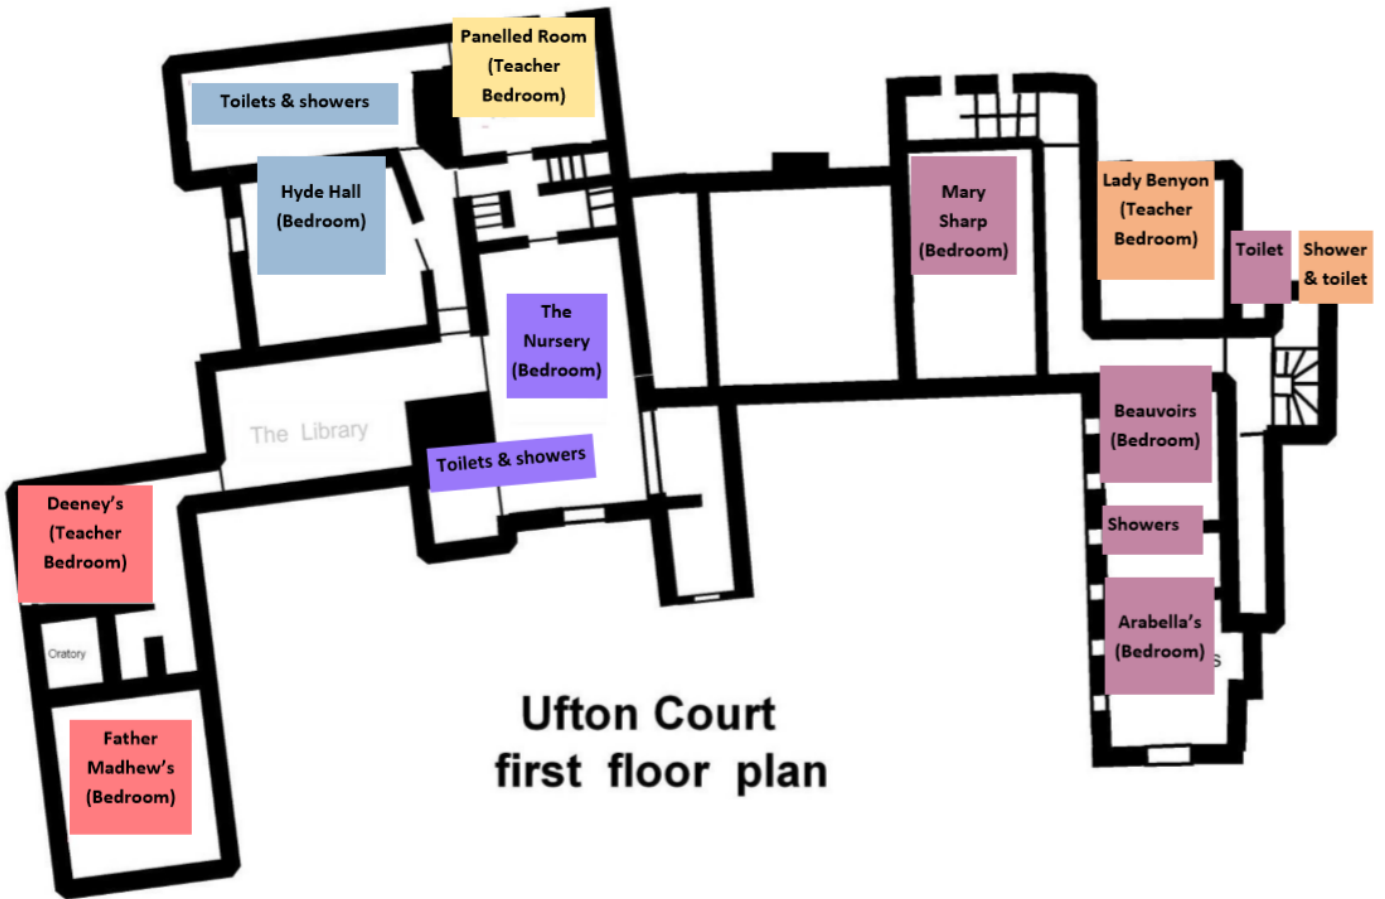 Panelled Room
(Teacher
Bedroom)
Toilets & showers
Hyde Hall
(Bedroom)
Mary
Sharp
(Bedroom)
Lady Benyon
(Teacher
Bedroom)
Toilet
Shower
& toilet
The
Nursery
(Bedroom)
The Library
Toilets & showers
Beauvoirs
(Bedroom)
Deeney's
(Teacher
Bedroom)
Showers
Oratory
Arabella's
(Bedroom)
s
Father
Madhew's
(Bedroom)
Ufton Court
first floor plan